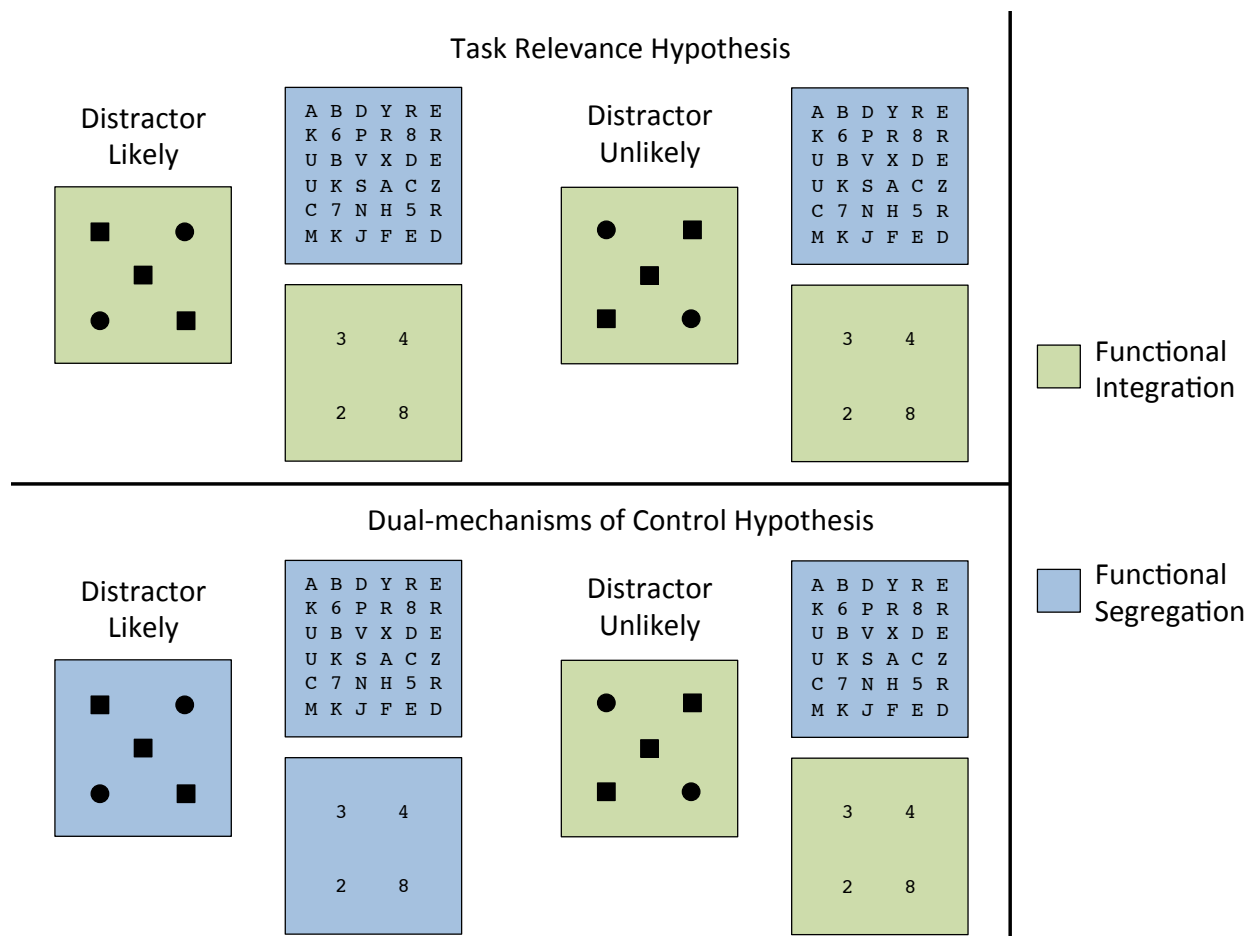 Task Relevance Hypothesis
Distractor
Likely
A B D Y R E
K 6 P R 8 R
U B V X D E
U K S A C Z
C 7 N H 5 R
M K J F E D
3 4
2 8
Distractor
Unlikely
A B D Y R E
K 6 P R 8 R
U B V X D E
U K S A C Z
C 7 N H 5 R
M K J F E D
3 4
2 8
Dual-mechanisms of Control Hypothesis
Distractor
Likely
A B D Y R E
K 6 P R 8 R
U B V X D E
U K S A C Z
C 7 N H 5 R
M K J F E D
3 4
2 8
Distractor
Unlikely
A B D Y R E
K 6 P R 8 R
U B V X D E
U K S A C Z
C 7 N H 5 R
M K J F E D
3 4
2 8
Functional
Integration
Functional
Segregation